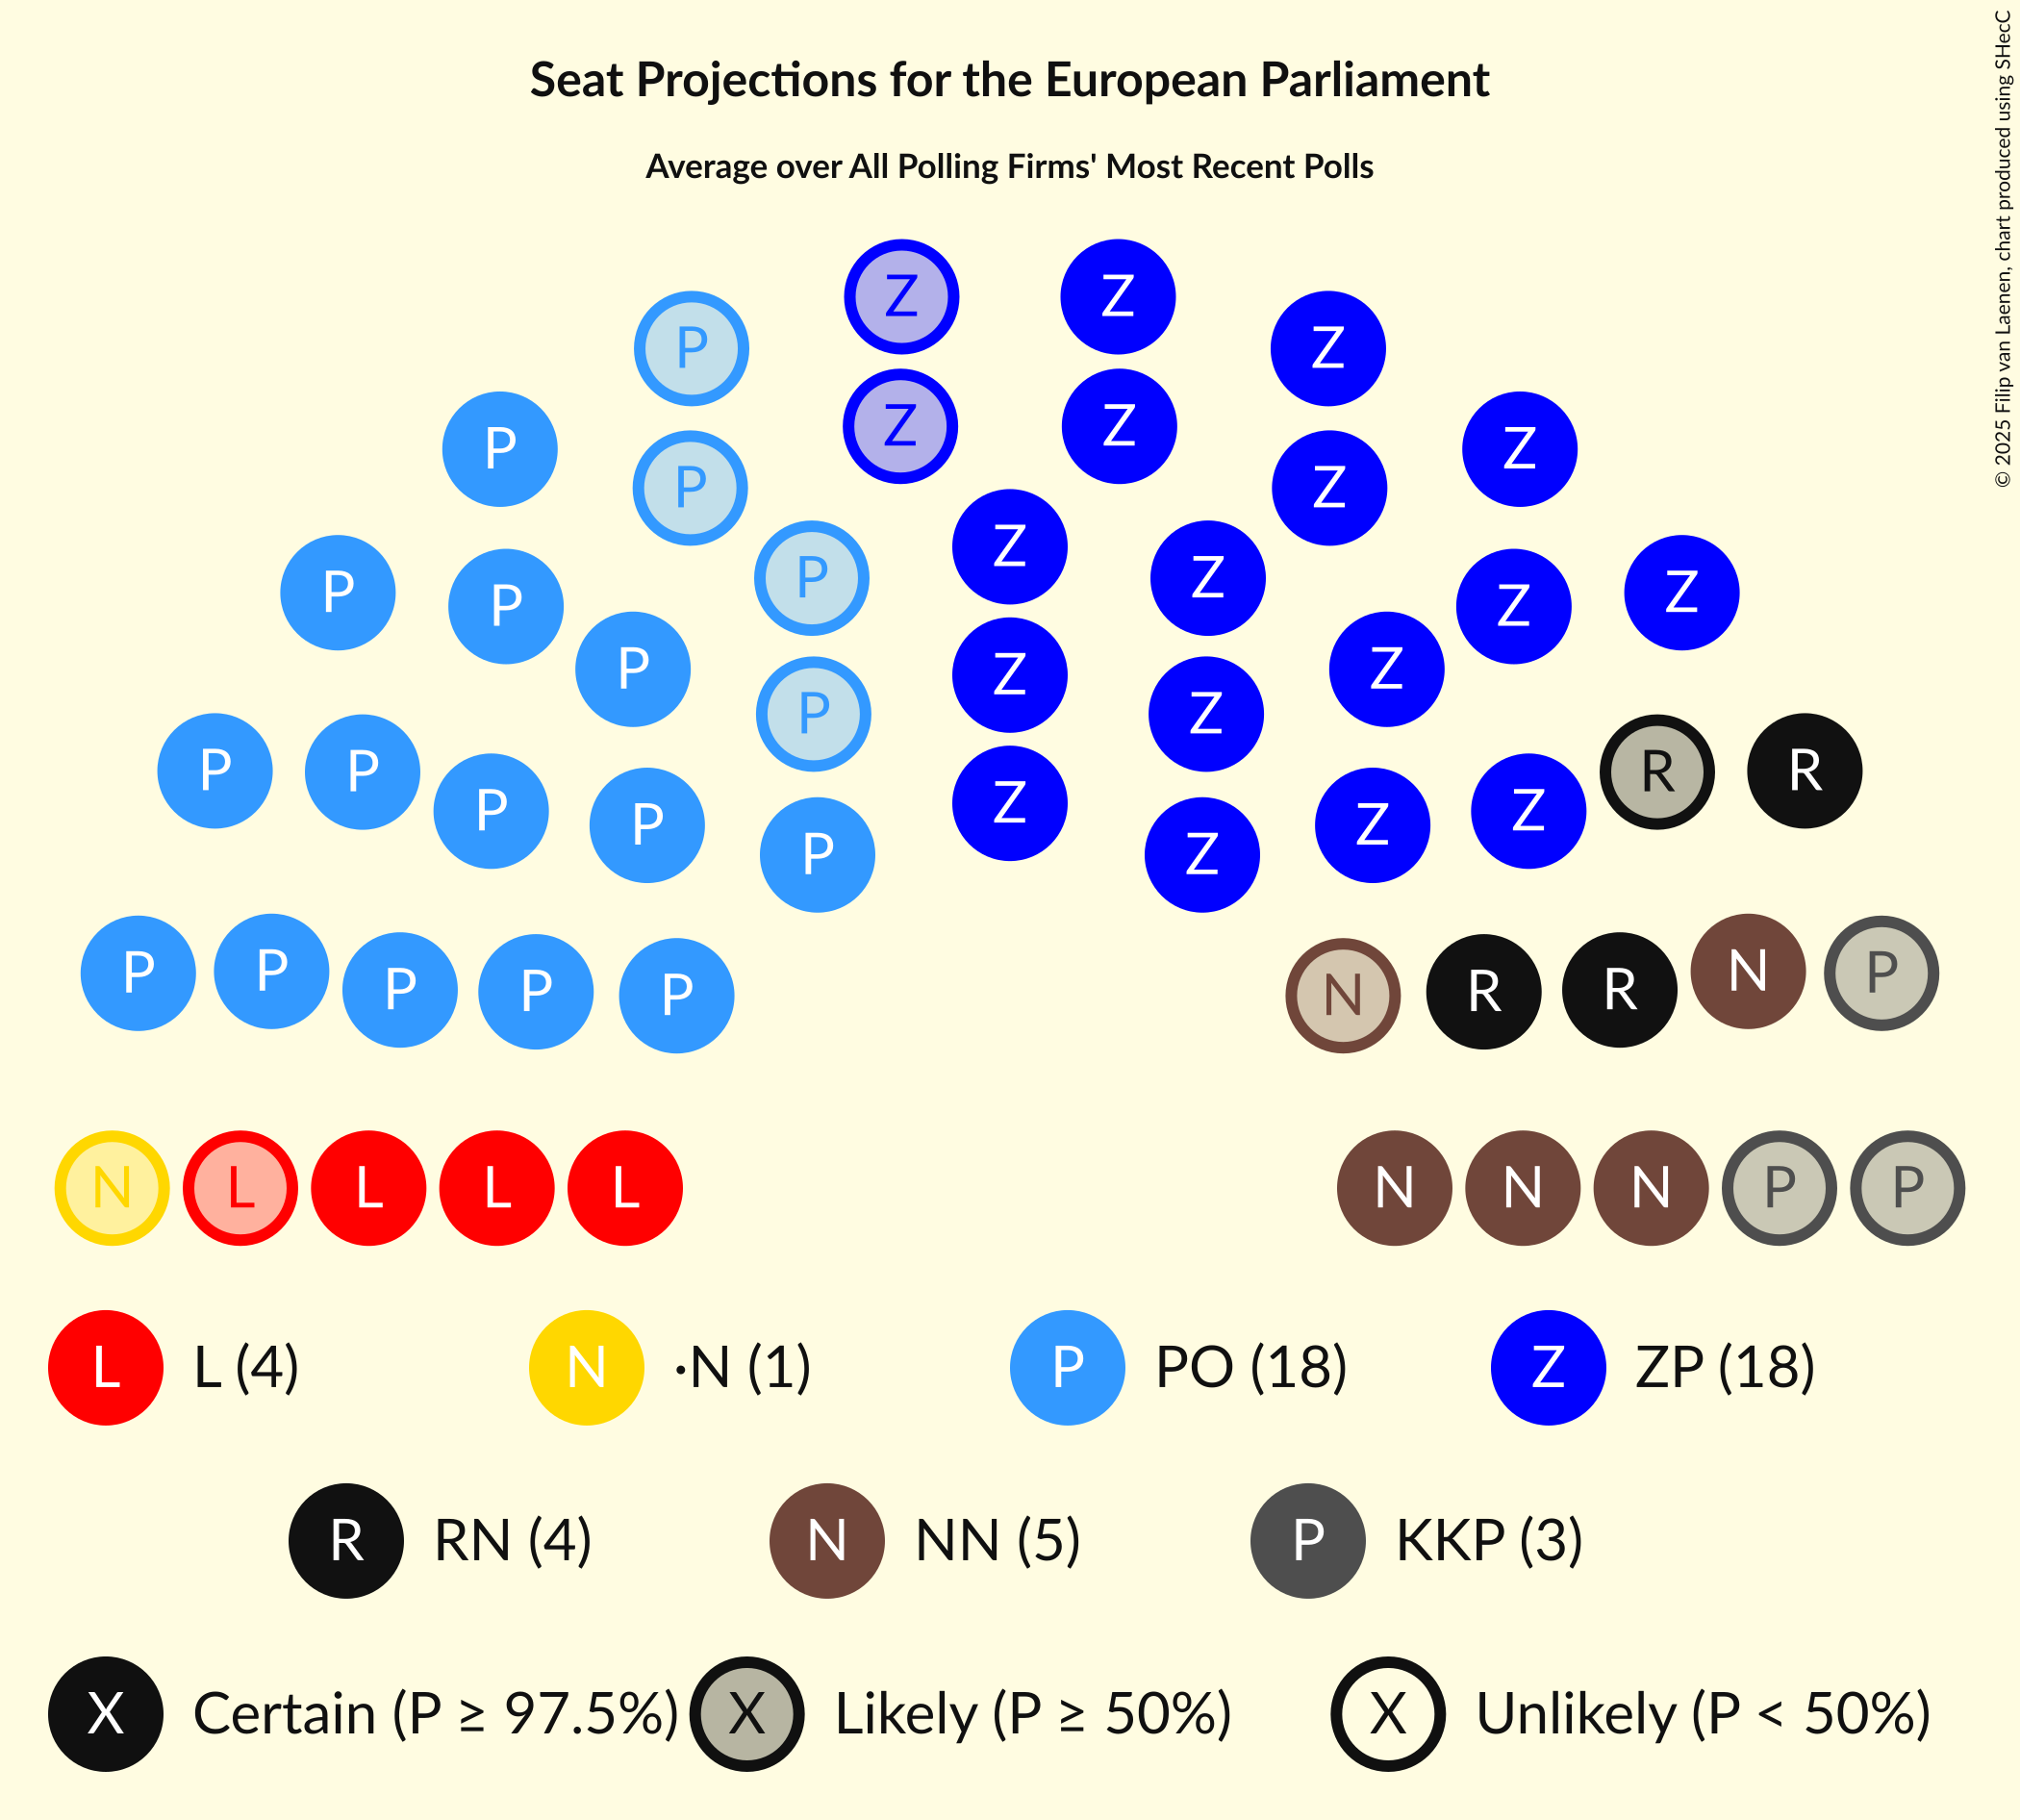 Seat Projections for the European Parliament
Average over All Polling Firms' Most Recent Polls
© 2025 Filip van Laenen, chart produced using SHecC
Z Z
P Z
Z Z
P Z
P Z
P Z
Z
P Z
P Z
P Z
P Z
Z
P Z
P Z
P P R R
P Z
P Z
P Z
P P P P P N R R N P
N L L L L N N N P P
L L (4) N ·N (1) P PO (18) Z ZP (18)
R RN (4) N NN (5) P KKP (3)
X Certain (P ≥ 97.5%) X Likely (P ≥ 50%) X Unlikely (P < 50%)